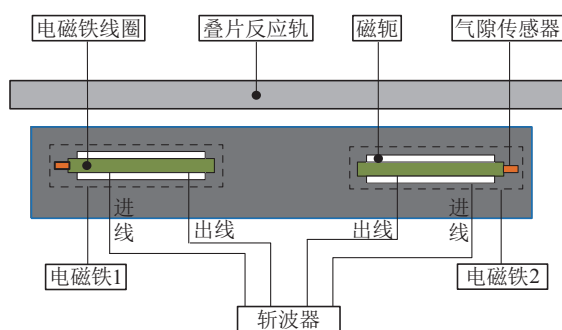 电磁铁线圈
叠片反应轨
磁轭
气隙传感器
进线
出线
出线
进线
电磁铁1
电磁铁2
斩波器